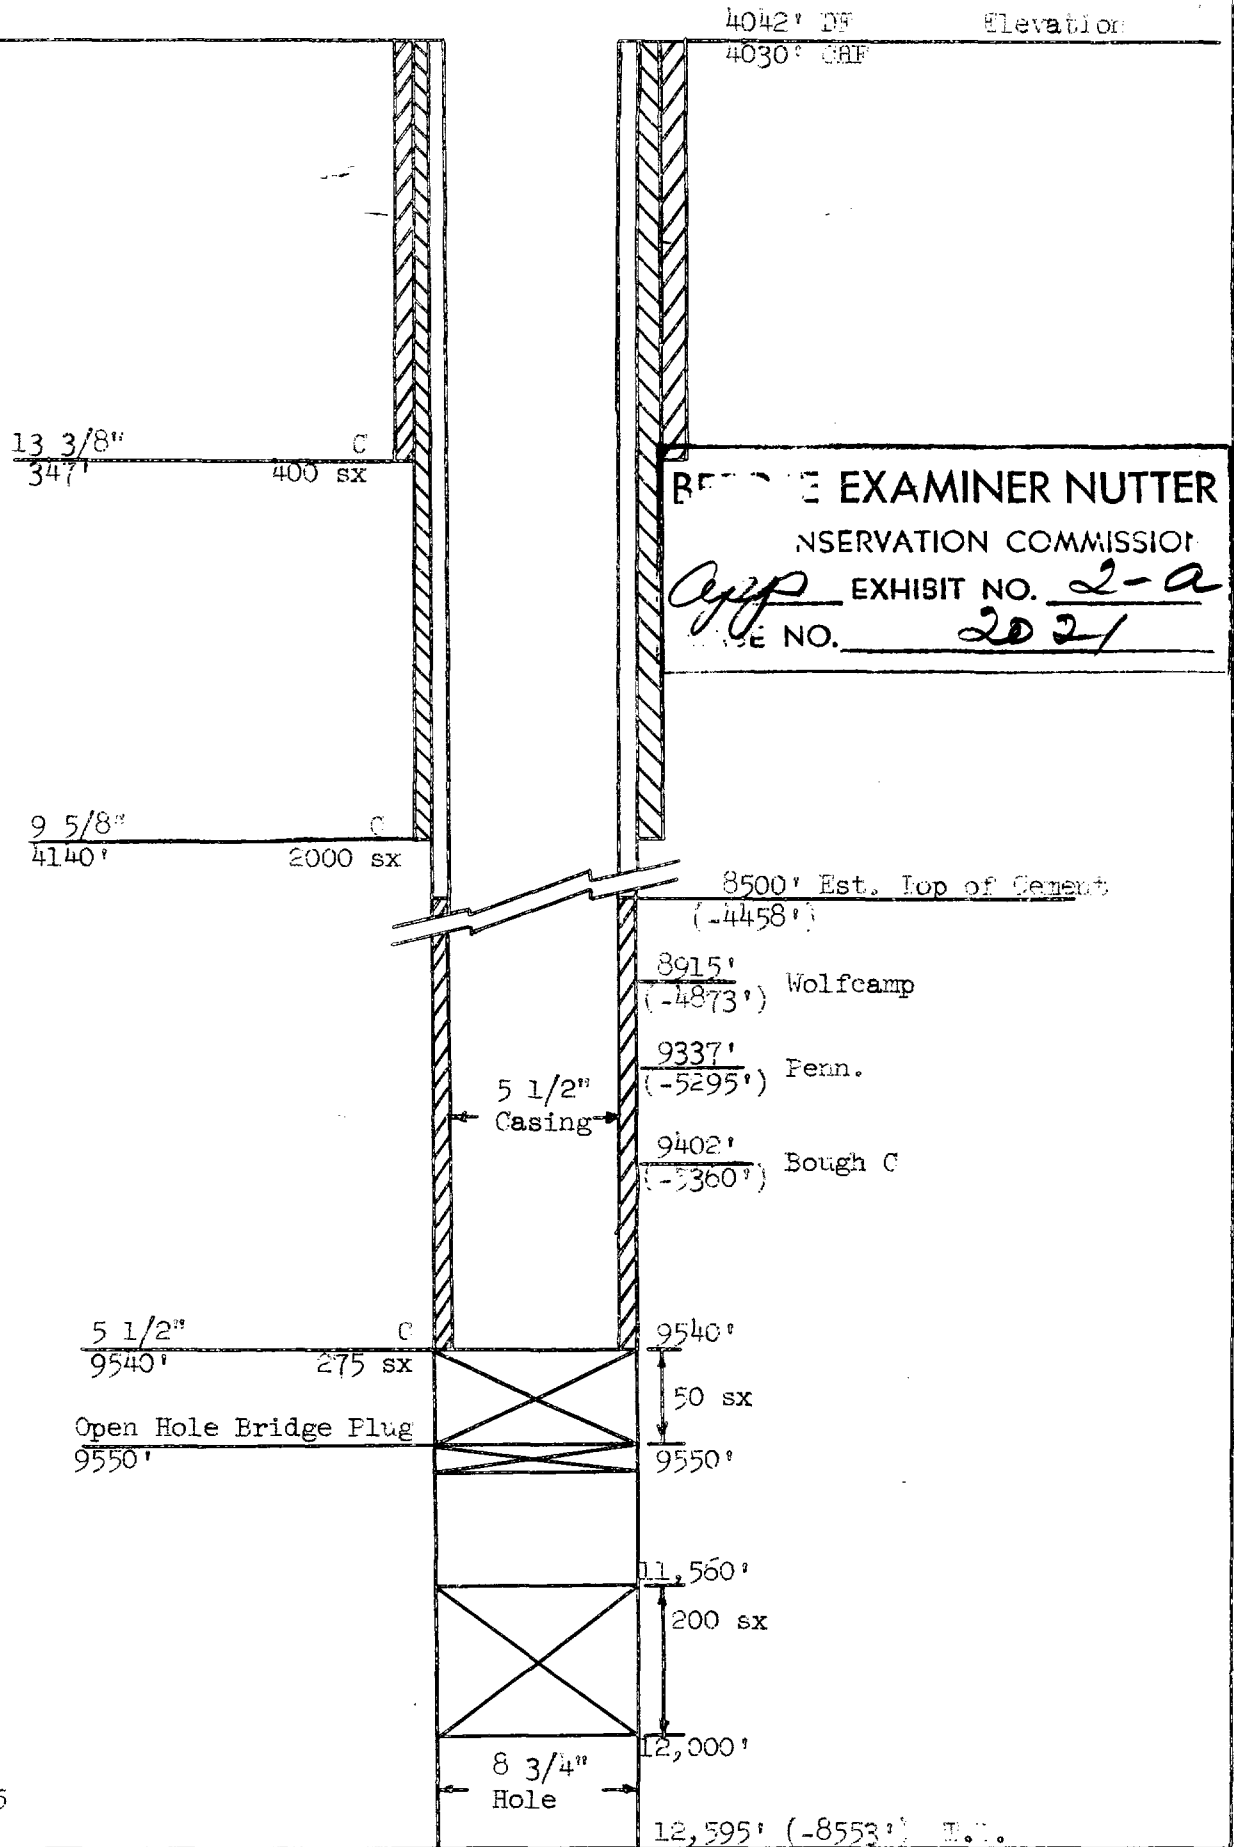 4042' DF Elevation
4030' GRF
13 3/8" C
347' 400 sx
EXAMINER NUTTER
NSERVATION COMMISSION
app EXHIBIT NO. 2-a
NO. 2021
9 5/8" C
4140' 2000 sx
8500' Est. Top of Cement
(-4458')
8915'
(-4873') Wolfcamp
9337'
(-5295') Penn.
5 1/2"
Casing
9402'
(-5360') Bough C
5 1/2" C
9540' 275 sx
9540'
50 sx
Open Hole Bridge Plug
9550'
9550'
11,560'
200 sx
12,000'
8 3/4"
Hole
12,595' (-8553')